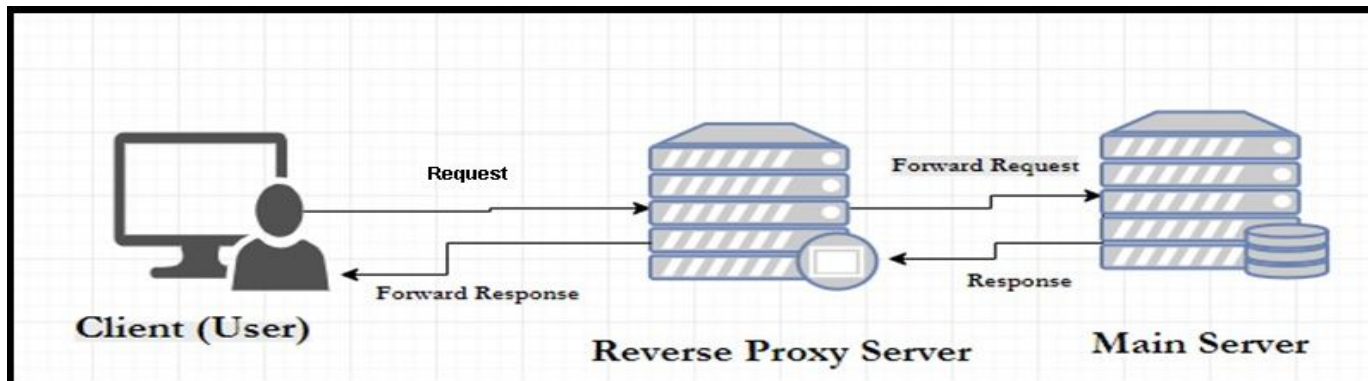 Request
Forward Request
Forward Response
Response
Client (User)
Reverse Proxy Server
Main Server